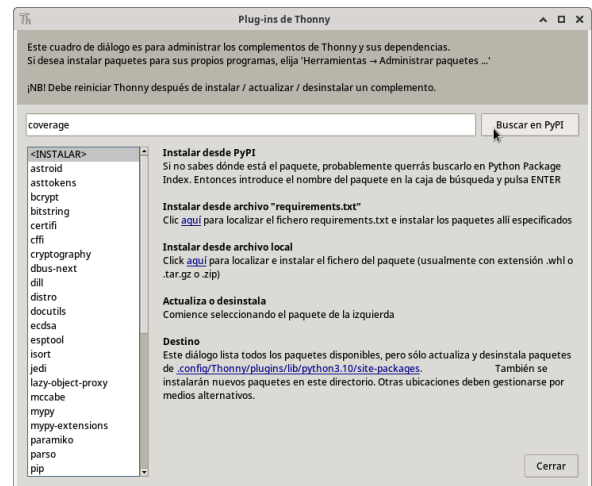 Th
Plug-ins de Thonny
Este cuadro de diálogo es para administrar los complementos de Thonny y sus dependencias.
Si desea instalar paquetes para sus propios programas, elija 'Herramientas → Administrar paquetes ...'
¡NB! Debe reiniciar Thonny después de instalar / actualizar / desinstalar un complemento.
coverage
Buscar en PyPI
<INSTALAR>
astroid
asttokens
bcrypt
bitstring
certifi
cffi
cryptography
dbus-next
dill
distro
docutils
ecdsa
esptool
isort
jedi
lazy-object-proxy
mccabe
mypy
mypy-extensions
paramiko
parso
pip
Instalar desde PyPI
Si no sabes dónde está el paquete, probablemente querrás buscarlo en Python Package
Index. Entonces introduce el nombre del paquete en la caja de búsqueda y pulsa ENTER
Instalar desde archivo "requirements.txt"
Clic aquí para localizar el fichero requirements.txt e instalar los paquetes allí especificados
Instalar desde archivo local
Click aquí para localizar e instalar el fichero del paquete (usualmente con extensión .whl o
.tar.gz o .zip)
Actualiza o desinstala
Comience seleccionando el paquete de la izquierda
Destino
Este diálogo lista todos los paquetes disponibles, pero sólo actualiza y desinstala paquetes
de .config/Thonny/plugins/lib/python3.10/site-packages. También se
instalarán nuevos paquetes en este directorio. Otras ubicaciones deben gestionarse por
medios alternativos.
Cerrar